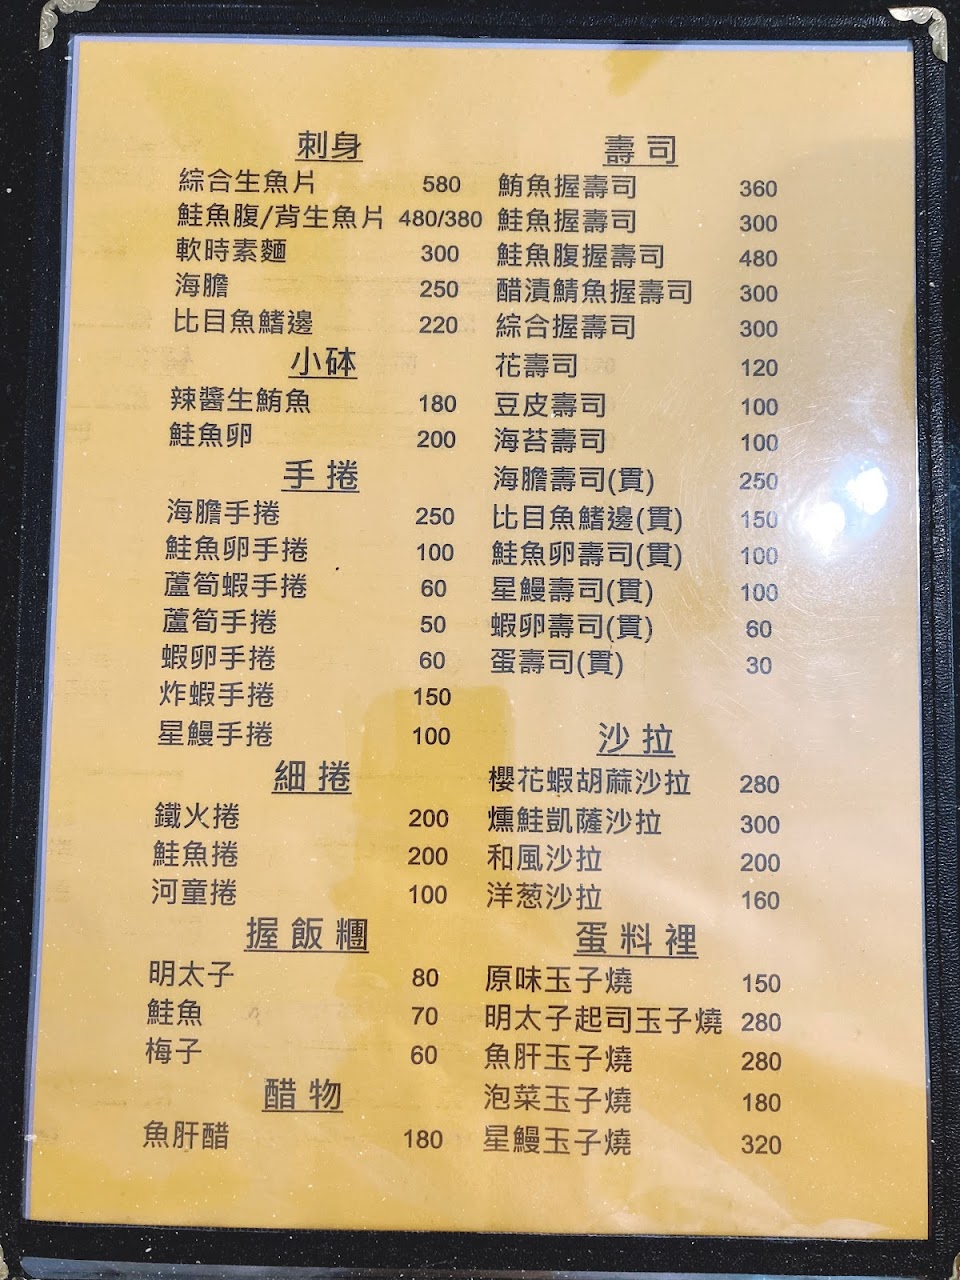 刺身
綜合生魚片 580
鮭魚腹/背生魚片 480/380
軟時素麵 300
海膽 250
比目魚鰭邊 220
小砵
辣醬生鮪魚 180
鮭魚卵 200
手捲
海膽手捲 250
鮭魚卵手捲 100
蘆筍蝦手捲 60
蘆筍手捲 50
蝦卵手捲 60
炸蝦手捲 150
星鰻手捲 100
細捲
鐵火捲 200
鮭魚捲 200
河童捲 100
握飯糰
明太子 80
鮭魚 70
梅子 60
醋物
魚肝醋 180
壽司
鮪魚握壽司 360
鮭魚握壽司 300
鮭魚腹握壽司 480
醋漬鯖魚握壽司 300
綜合握壽司 300
花壽司 120
豆皮壽司 100
海苔壽司 100
海膽壽司(貫) 250
比目魚鰭邊(貫) 150
鮭魚卵壽司(貫) 100
星鰻壽司(貫) 100
蝦卵壽司(貫) 60
蛋壽司(貫) 30
沙拉
櫻花蝦胡蔴沙拉 280
燻鮭凱薩沙拉 300
和風沙拉 200
洋葱沙拉 160
蛋料裡
原味玉子燒 150
明太子起司玉子燒 280
魚肝玉子燒 280
泡菜玉子燒 180
星鰻玉子燒 320